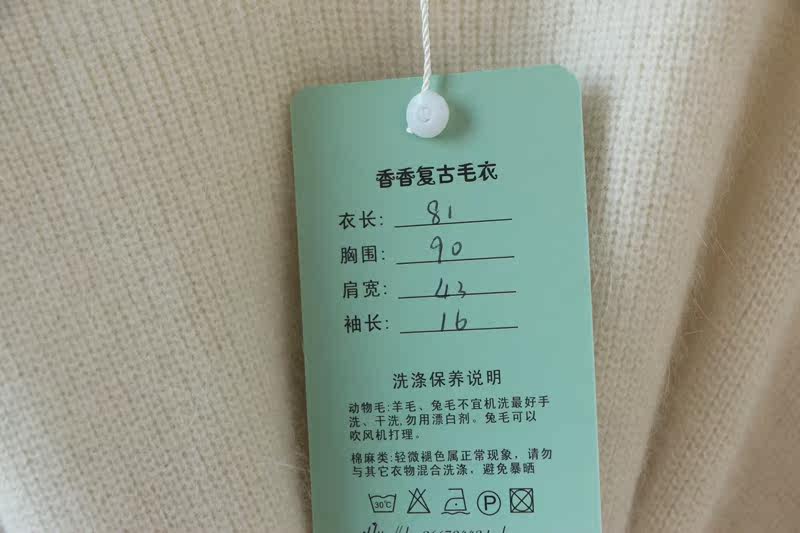 香香复古毛衣
衣长: 81
胸围: 90
肩宽: 43
袖长: 16
洗涤保养说明
动物毛:羊毛、兔毛不宜机洗最好手
洗、干洗,勿用漂白剂。兔毛可以
吹风机打理。
棉麻类:轻微褪色属正常现象，请勿
与其它衣物混合洗涤，避免暴晒
30℃ P